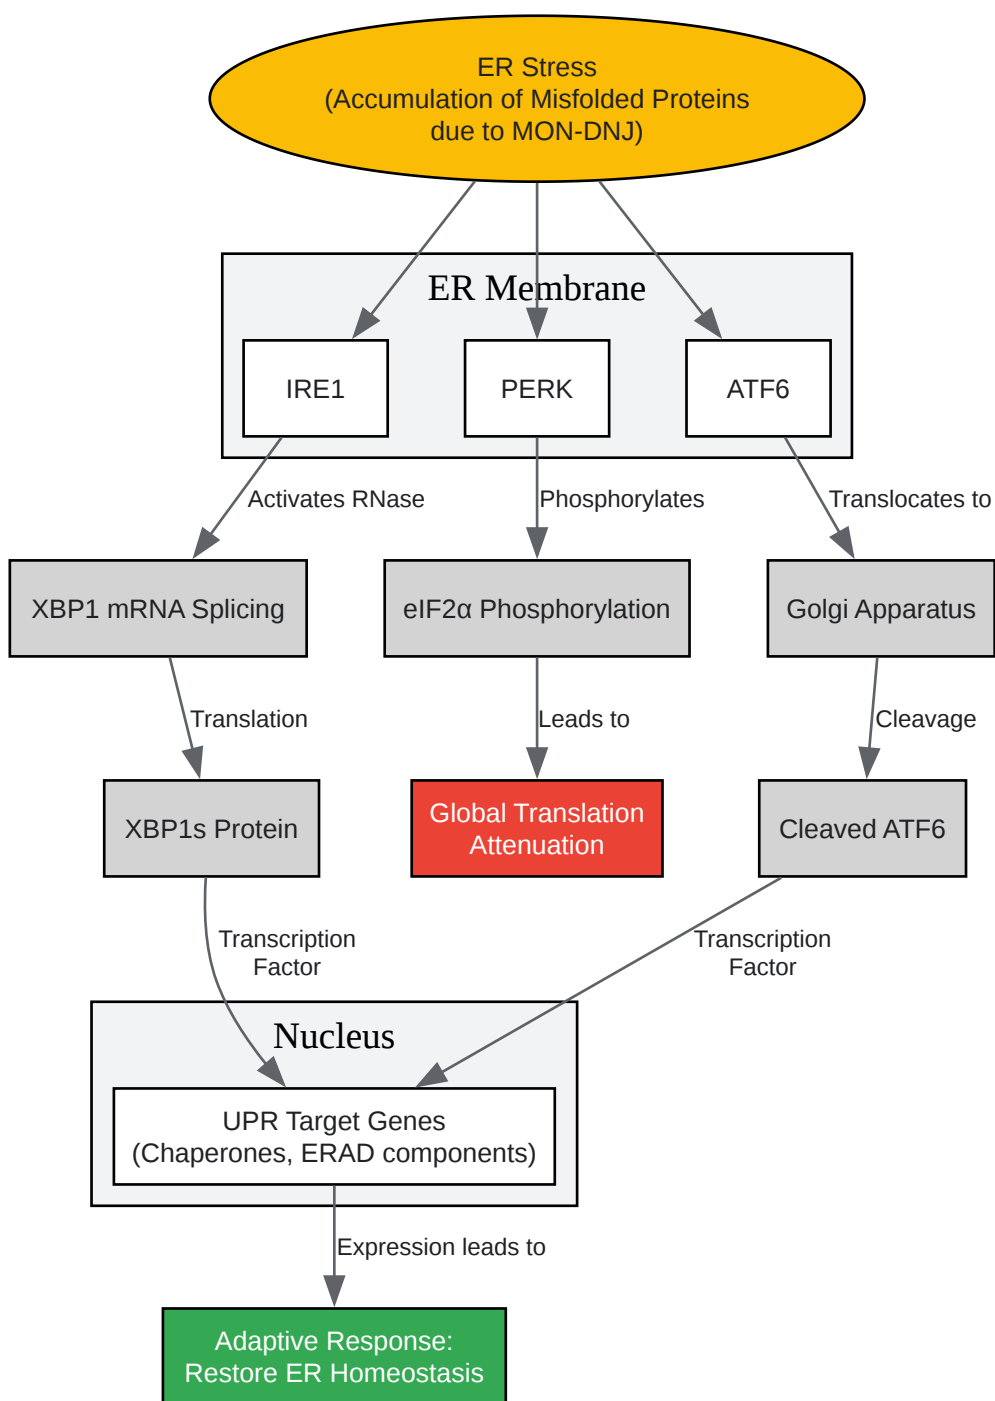 ER Stress
(Accumulation of Misfolded Proteins
due to MON-DNJ)
ER Membrane
IRE1
PERK
ATF6
Activates RNase
Phosphorylates
Translocates to
XBP1 mRNA Splicing
eIF2α Phosphorylation
Golgi Apparatus
Translation
Leads to
Cleavage
XBP1s Protein
Global Translation
Attenuation
Cleaved ATF6
Transcription
Factor
Transcription
Factor
Nucleus
UPR Target Genes
(Chaperones, ERAD components)
Expression leads to
Adaptive Response:
Restore ER Homeostasis